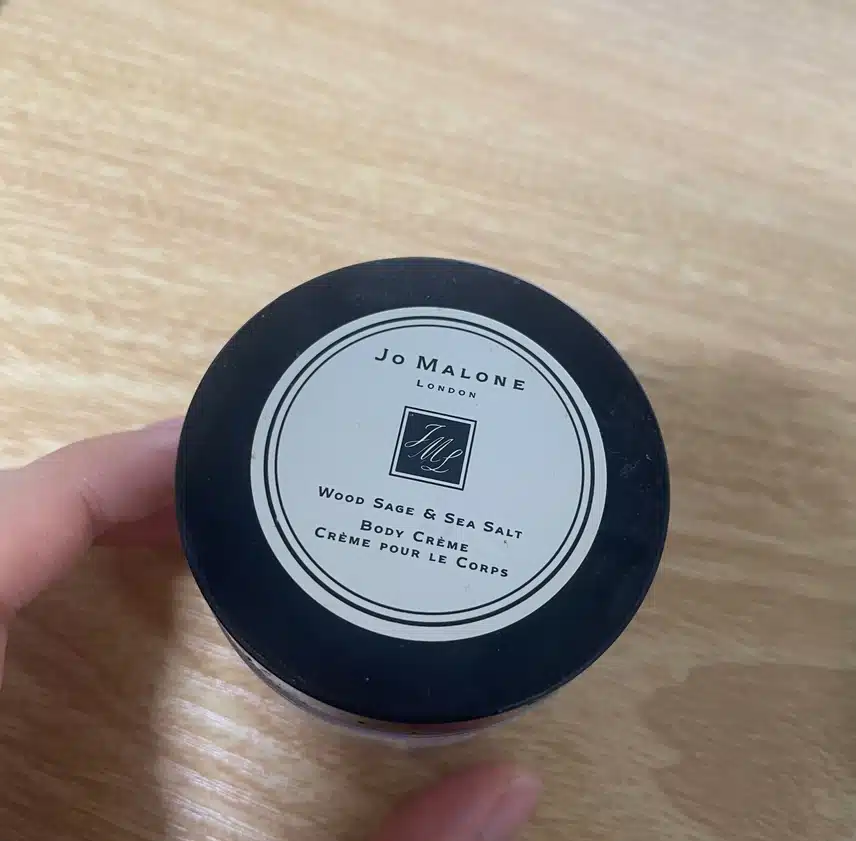 Jo Malone
London
JML
Wood Sage & Sea Salt
Body Crème
Crème pour le Corps